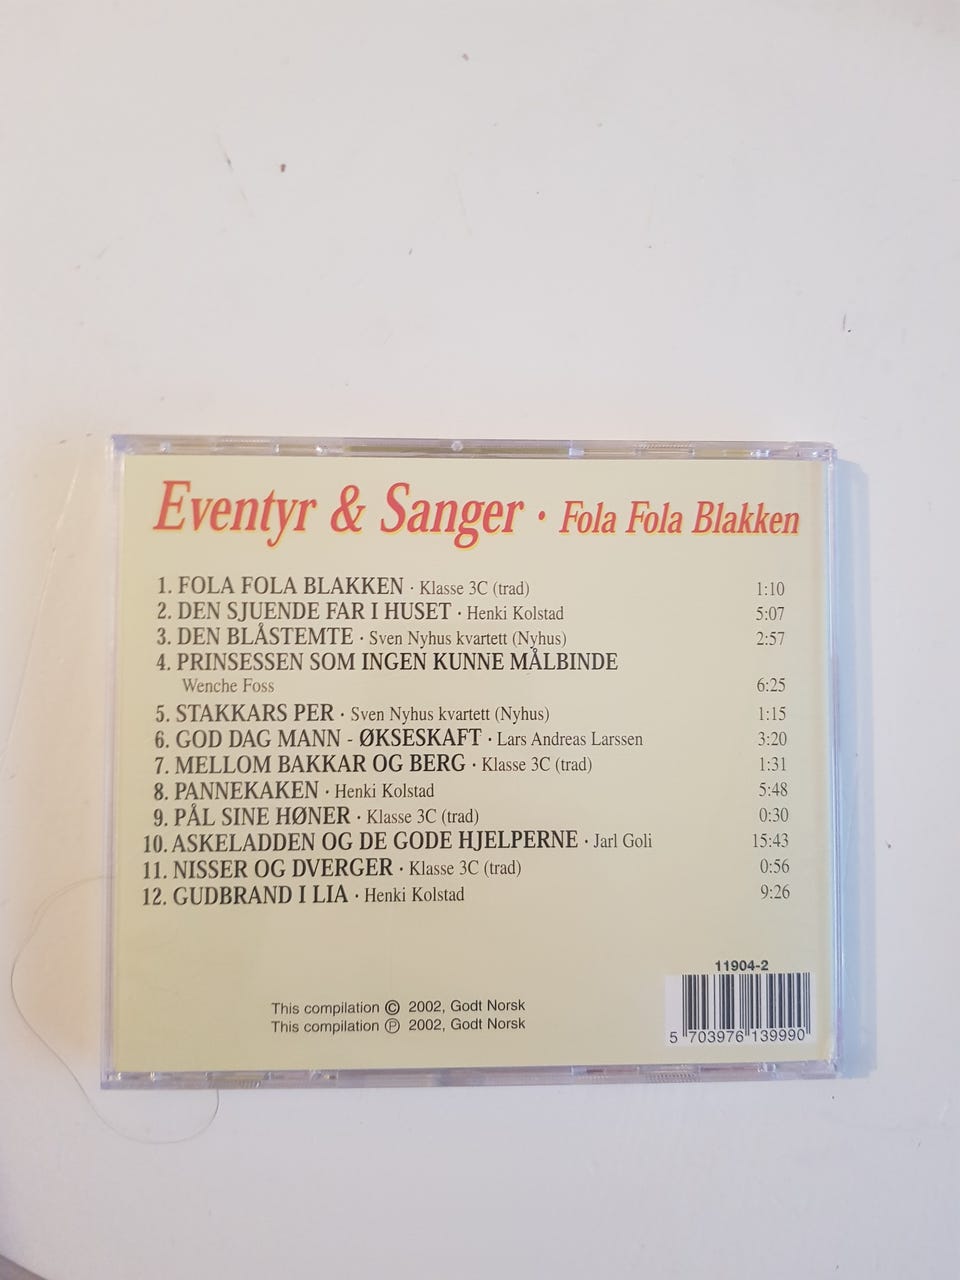 Eventyr & Sanger · Fola Fola Blakken
1. FOLA FOLA BLAKKEN · Klasse 3C (trad) 1:10
2. DEN SJUENDE FAR I HUSET · Henki Kolstad 5:07
3. DEN BLÅSTEMTE · Sven Nyhus kvartett (Nyhus) 2:57
4. PRINSESSEN SOM INGEN KUNNE MÅLBINDE
Wenche Foss 6:25
5. STAKKARS PER · Sven Nyhus kvartett (Nyhus) 1:15
6. GOD DAG MANN - ØKSESKAFT · Lars Andreas Larssen 3:20
7. MELLOM BAKKAR OG BERG · Klasse 3C (trad) 1:31
8. PANNEKAKEN · Henki Kolstad 5:48
9. PÅL SINE HØNER · Klasse 3C (trad) 0:30
10. ASKELADDEN OG DE GODE HJELPERNE · Jarl Goli 15:43
11. NISSER OG DVERGER · Klasse 3C (trad) 0:56
12. GUDBRAND I LIA · Henki Kolstad 9:26
11904-2
This compilation © 2002, Godt Norsk
This compilation ℗ 2002, Godt Norsk
5 703976 139990